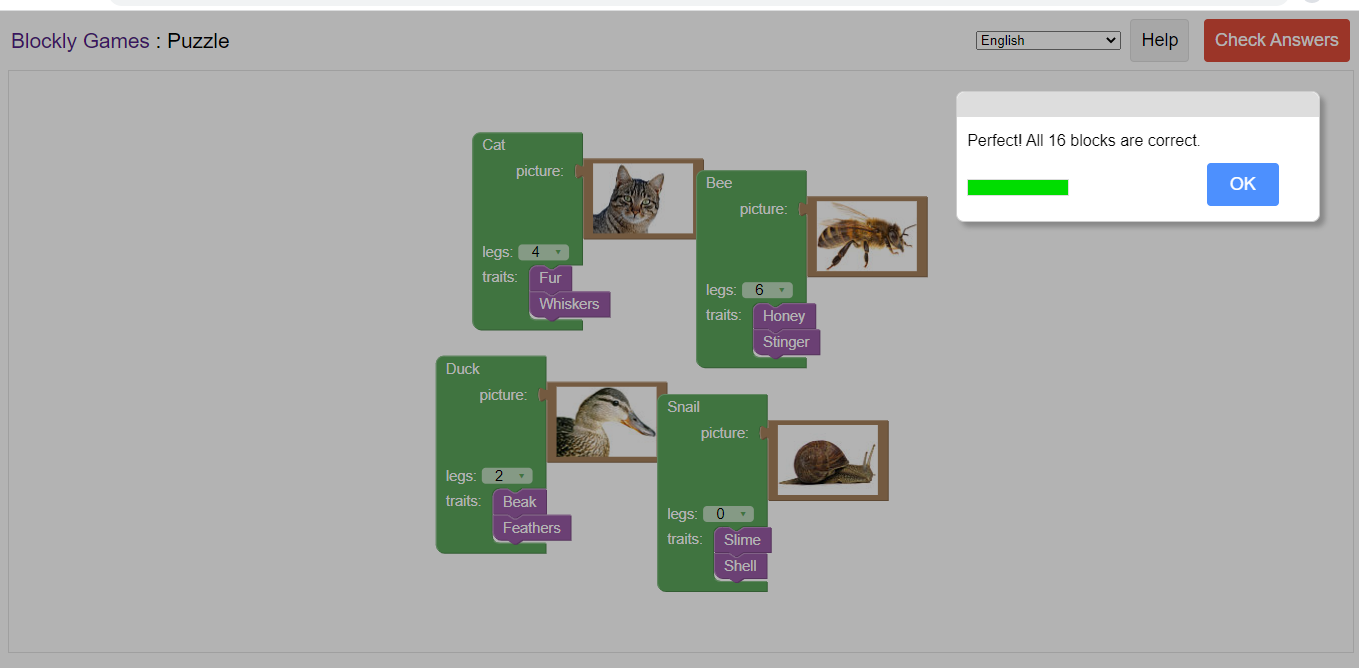 Blockly Games : Puzzle
English
Help
Check Answers
Perfect! All 16 blocks are correct.
OK
Cat
picture:
legs: 4
traits: Fur
Whiskers
Bee
picture:
legs: 6
traits: Honey
Stinger
Duck
picture:
legs: 2
traits: Beak
Feathers
Snail
picture:
legs: 0
traits: Slime
Shell